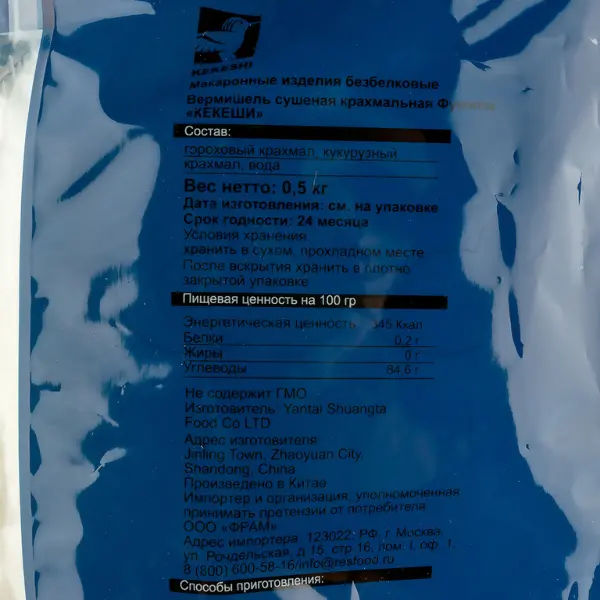 KEKESHI
Макаронные изделия безбелковые
Вермишель сушеная крахмальная
«КЕКЕШИ»
Состав:
гороховый крахмал, кукурузный
крахмал, вода
Вес нетто: 0,5 кг
Дата изготовления: см. на упаковке
Срок годности: 24 месяца
Условия хранения
хранить в сухом, прохладном месте
После вскрытия хранить в плотно
закрытой упаковке
Пищевая ценность на 100 гр
Энергетическая ценность 345 Ккал
Белки 0,2 г
Жиры 0 г
Углеводы 84,6 г
Не содержит ГМО
Изготовитель: Yantai Shuangta
Food Co LTD
Адрес изготовителя
Jinling Town, Zhaoyuan City,
Shandong, China
Произведено в Китае
Импортер и организация, уполномоченная
принимать претензии от потребителя
ООО «ФРАМ»
Адрес импортера: 123022, РФ, г Москва,
ул. Рочдельская, д 15, стр 16, пом. I, оф. 1,
8 (800) 600-58-16/info@resfood.ru
Способы приготовления: